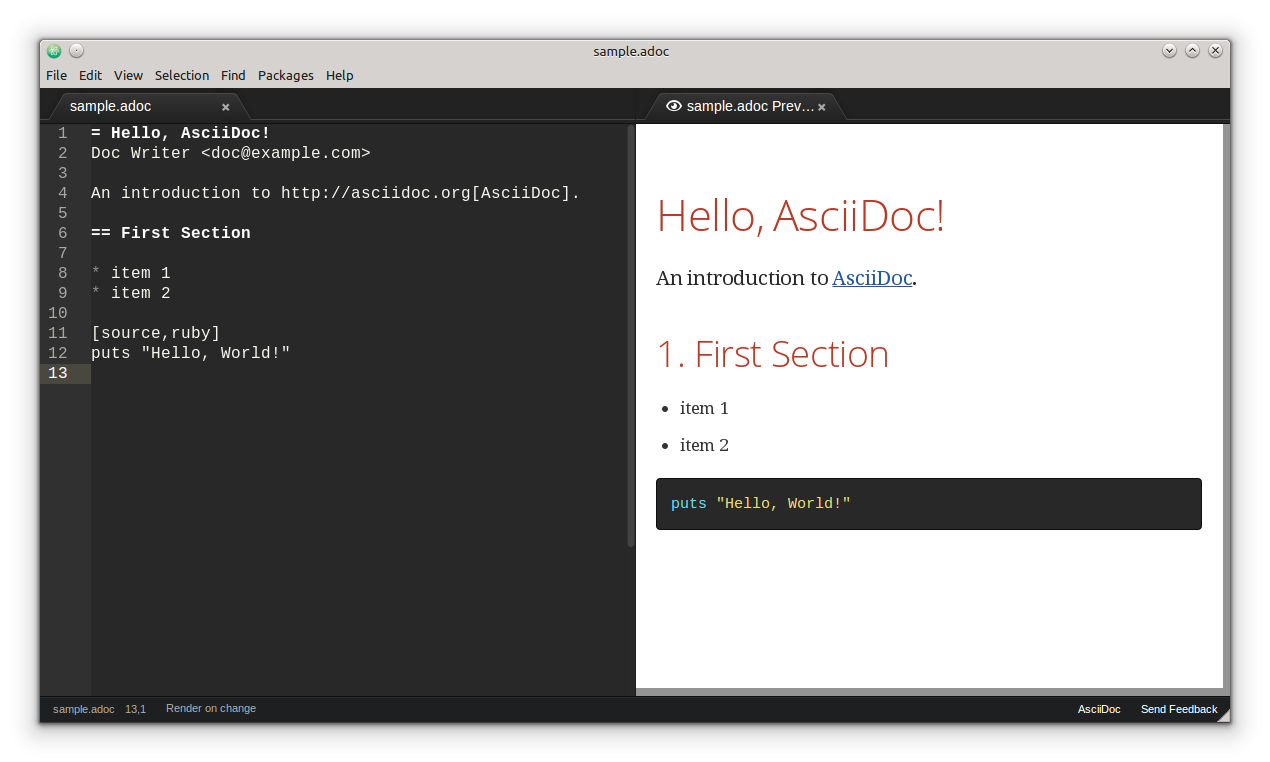 sample.adoc
File Edit View Selection Find Packages Help
sample.adoc ×
sample.adoc Prev… ×
1 = Hello, AsciiDoc!
2 Doc Writer <doc@example.com>
3
4 An introduction to http://asciidoc.org[AsciiDoc].
5
6 == First Section
7
8 * item 1
9 * item 2
10
11 [source,ruby]
12 puts "Hello, World!"
13
Hello, AsciiDoc!
An introduction to AsciiDoc.
1. First Section
• item 1
• item 2
puts "Hello, World!"
sample.adoc 13,1 Render on change AsciiDoc Send Feedback